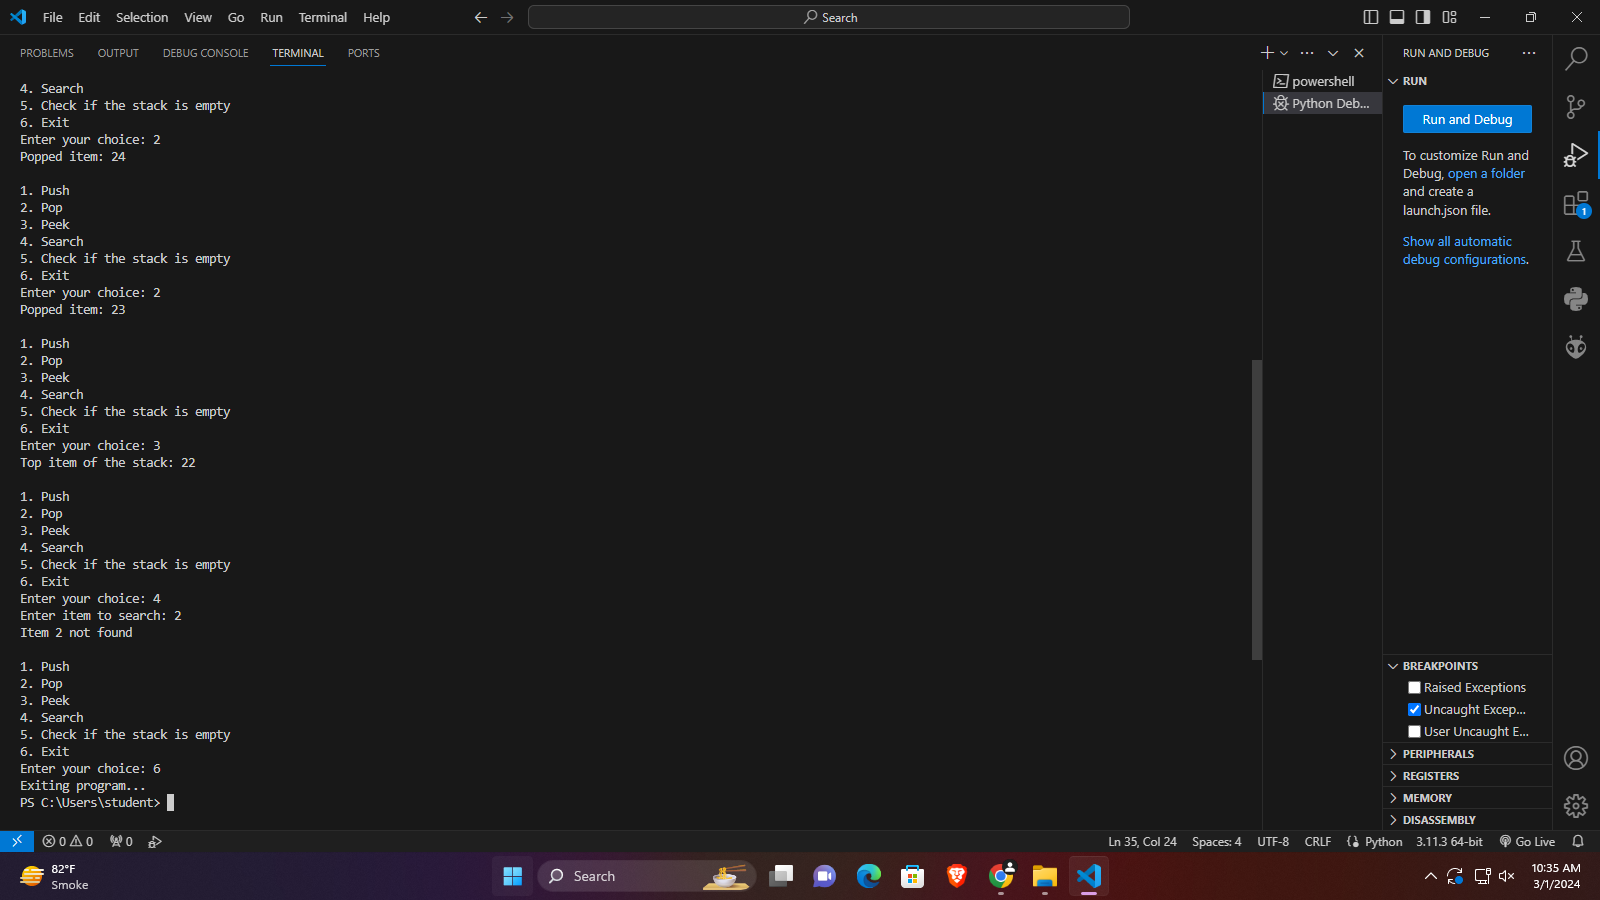 File Edit Selection View Go Run Terminal Help
Search
PROBLEMS OUTPUT DEBUG CONSOLE TERMINAL PORTS
4. Search
5. Check if the stack is empty
6. Exit
Enter your choice: 2
Popped item: 24
1. Push
2. Pop
3. Peek
4. Search
5. Check if the stack is empty
6. Exit
Enter your choice: 2
Popped item: 23
1. Push
2. Pop
3. Peek
4. Search
5. Check if the stack is empty
6. Exit
Enter your choice: 3
Top item of the stack: 22
1. Push
2. Pop
3. Peek
4. Search
5. Check if the stack is empty
6. Exit
Enter your choice: 4
Enter item to search: 2
Item 2 not found
1. Push
2. Pop
3. Peek
4. Search
5. Check if the stack is empty
6. Exit
Enter your choice: 6
Exiting program...
PS C:\Users\student>
powershell
Python Deb...
RUN AND DEBUG
RUN
Run and Debug
To customize Run and
Debug, open a folder
and create a
launch.json file.
Show all automatic
debug configurations.
1
BREAKPOINTS
Raised Exceptions
Uncaught Excep...
User Uncaught E...
PERIPHERALS
REGISTERS
MEMORY
DISASSEMBLY
0 0 0
Ln 35, Col 24 Spaces: 4 UTF-8 CRLF Python 3.11.3 64-bit Go Live
82°F
Smoke
Search
10:35 AM
3/1/2024